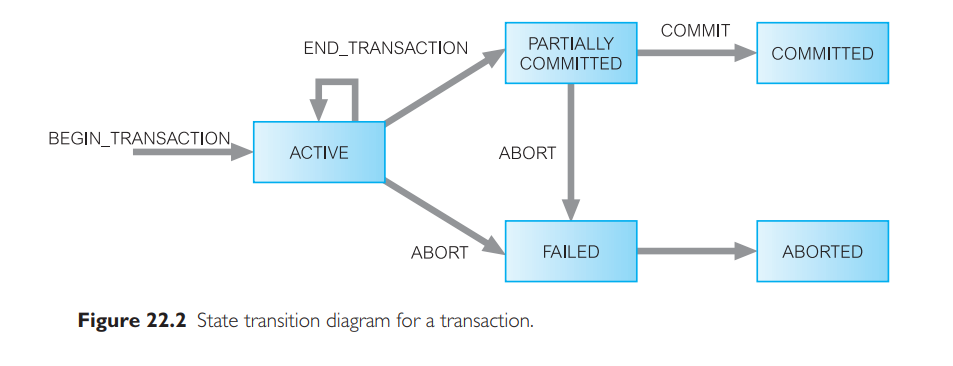 END_TRANSACTION
PARTIALLY
COMMITTED
COMMIT
COMMITTED
BEGIN_TRANSACTION
ACTIVE
ABORT
ABORT
FAILED
ABORTED
Figure 22.2 State transition diagram for a transaction.